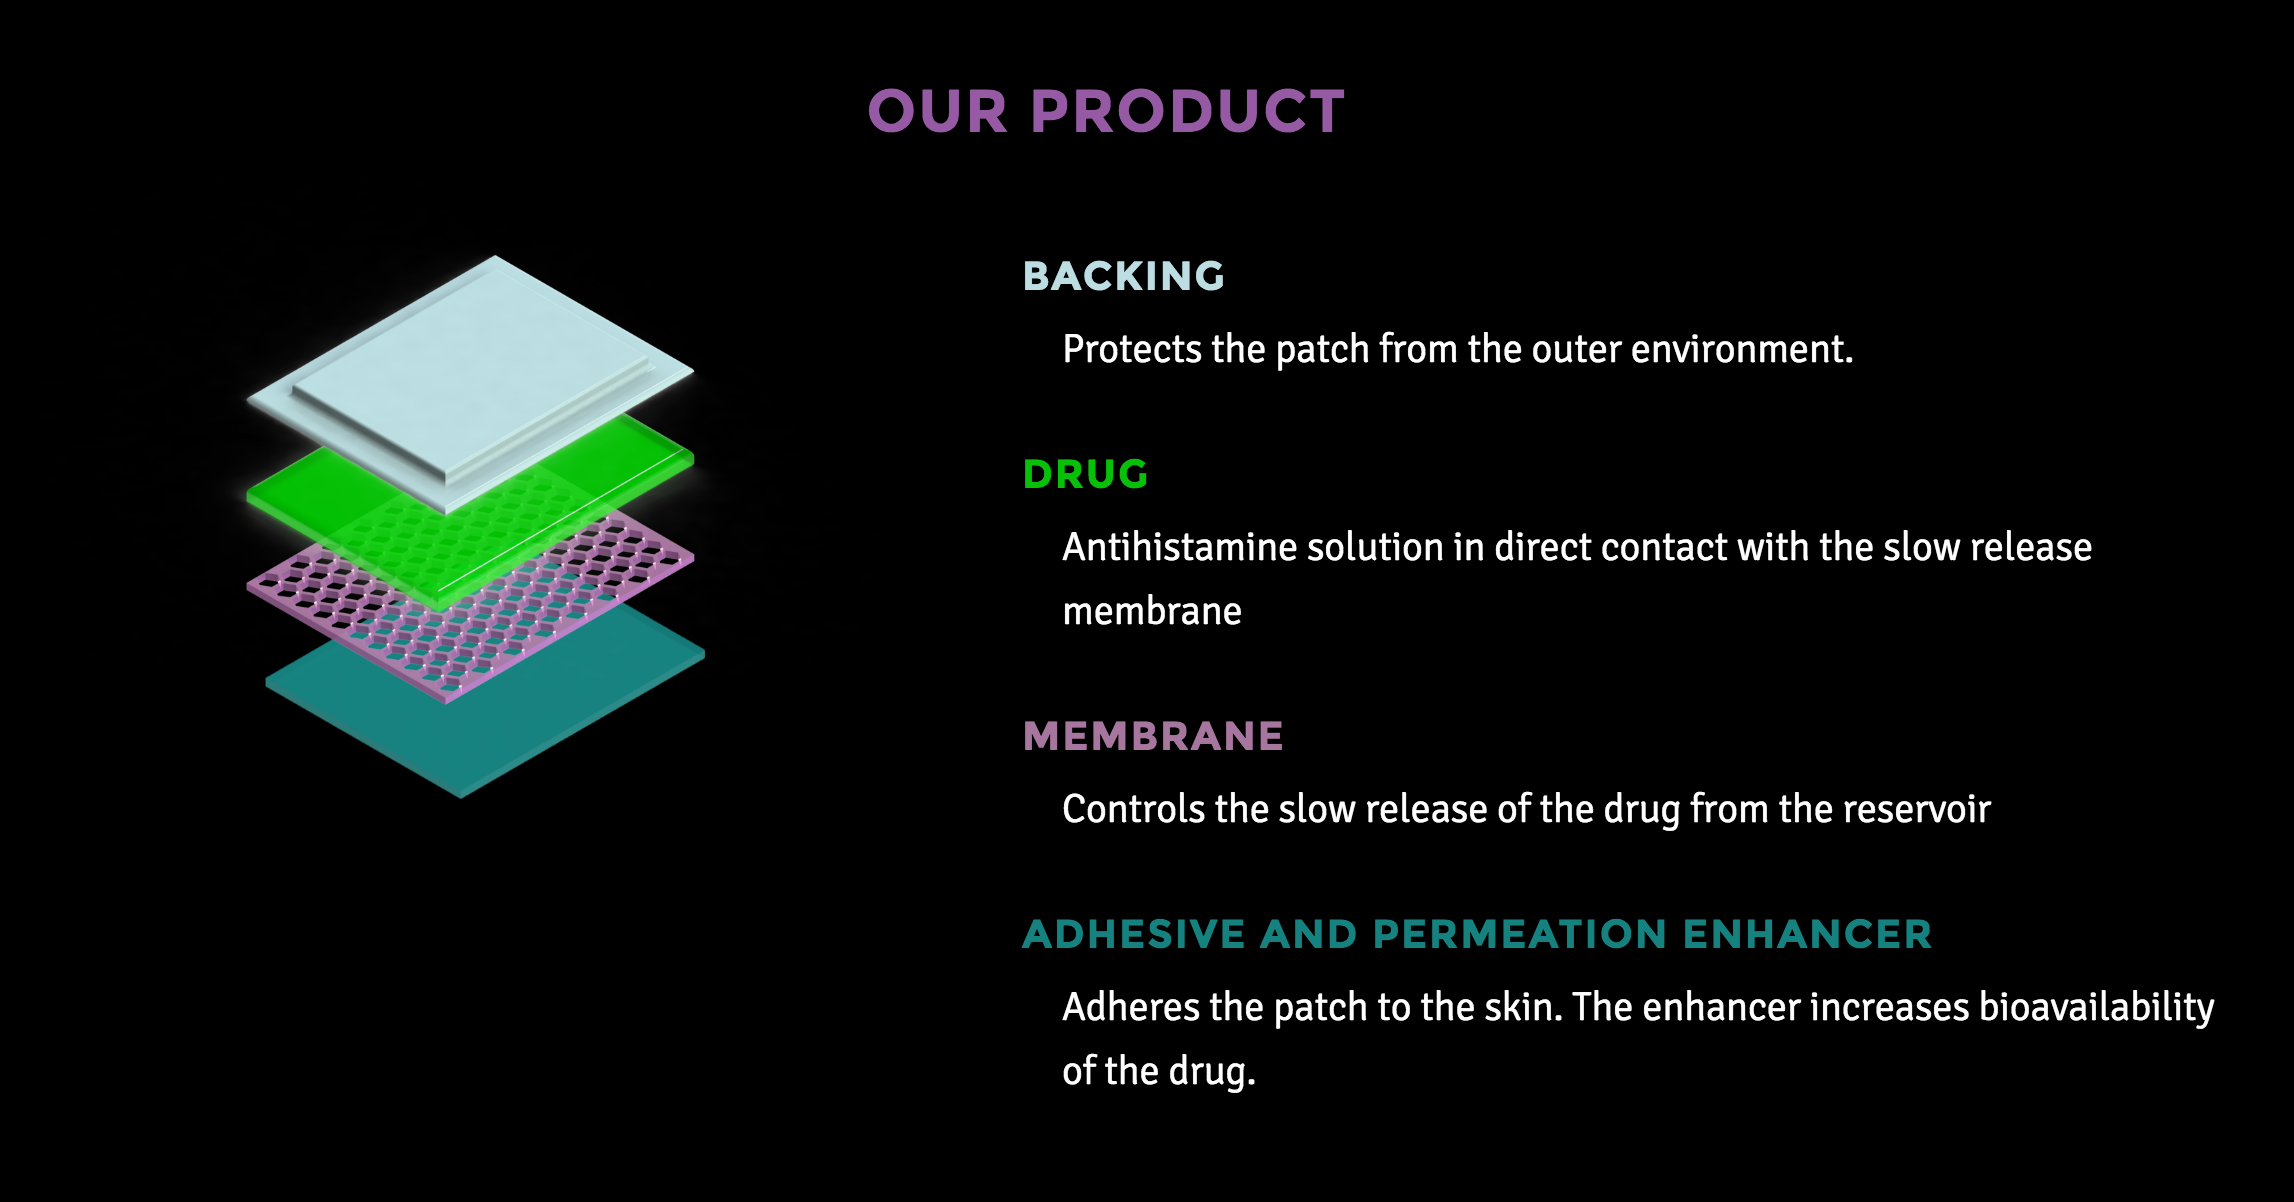 OUR PRODUCT
BACKING
Protects the patch from the outer environment.
DRUG
Antihistamine solution in direct contact with the slow release
membrane
MEMBRANE
Controls the slow release of the drug from the reservoir
ADHESIVE AND PERMEATION ENHANCER
Adheres the patch to the skin. The enhancer increases bioavailability
of the drug.